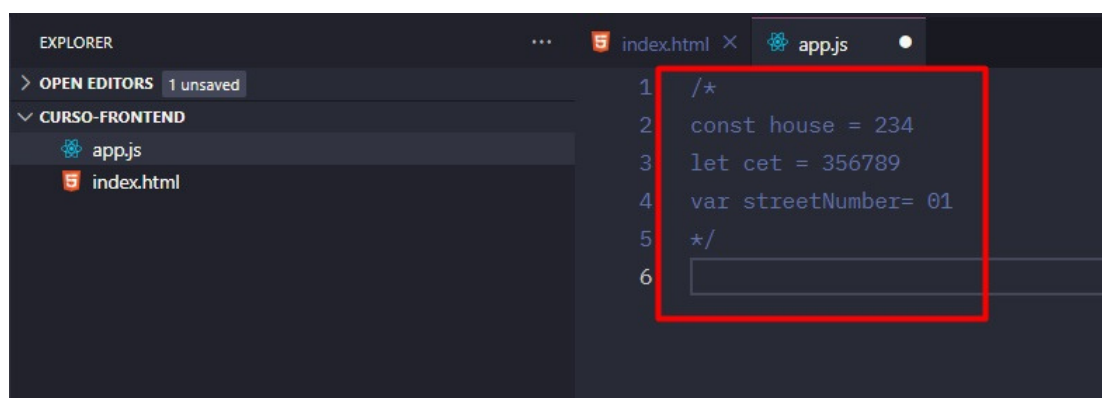 EXPLORER ...
OPEN EDITORS 1 unsaved
CURSO-FRONTEND
app.js
index.html
index.html app.js
1 /*
2 const house = 234
3 let cet = 356789
4 var streetNumber= 01
5 */
6